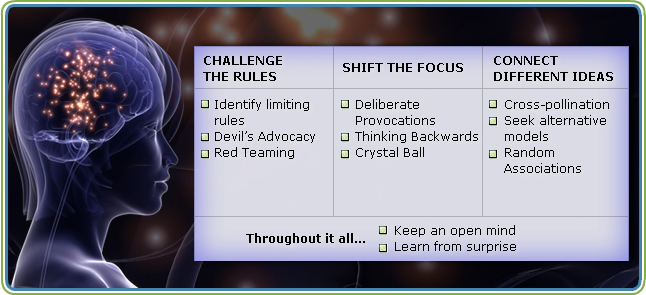 CHALLENGE
THE RULES
Identify limiting
rules
Devil's Advocacy
Red Teaming
SHIFT THE FOCUS
Deliberate
Provocations
Thinking Backwards
Crystal Ball
CONNECT
DIFFERENT IDEAS
Cross-pollination
Seek alternative
models
Random
Associations
Throughout it all...
Keep an open mind
Learn from surprise